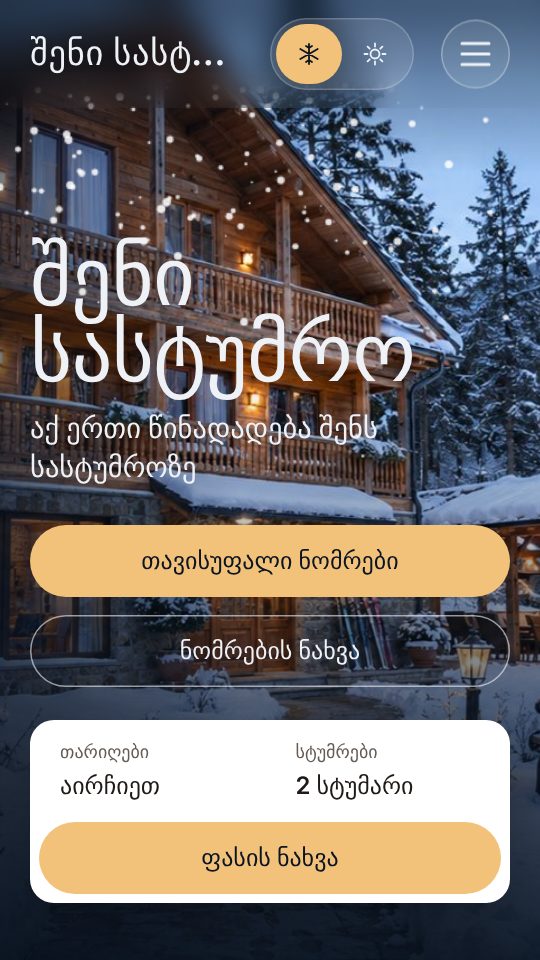 შენი სასტ...
შენი
სასტუმრო
აქ ერთი წინადადება შენს
სასტუმროზე
თავისუფალი ნომრები
ნომრების ნახვა
თარიღები
სტუმრები
აირჩიეთ
2 სტუმარი
ფასის ნახვა